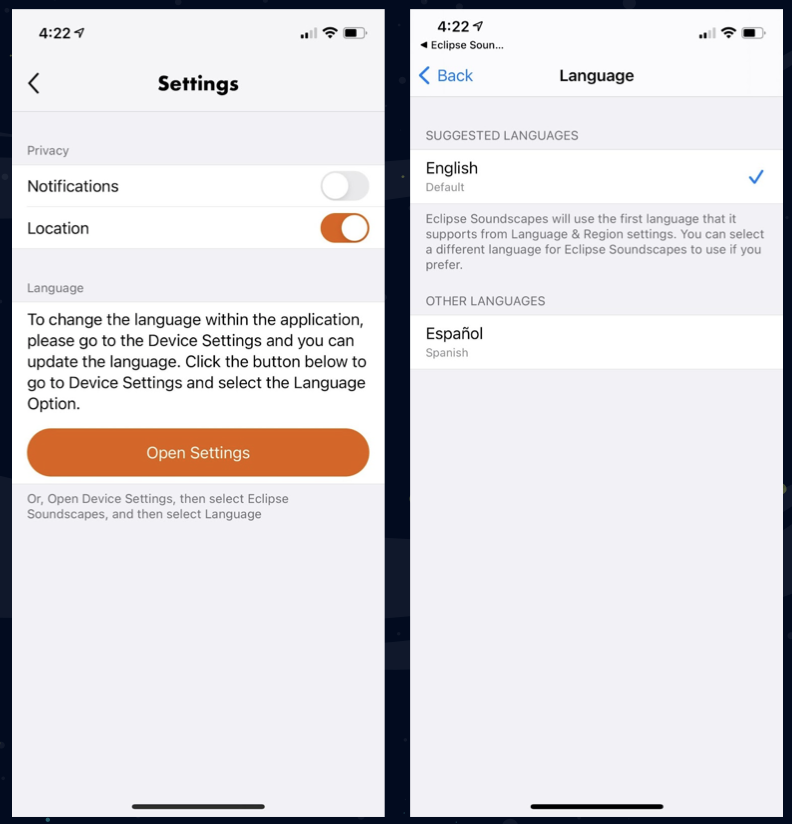 4:22
Settings
Privacy
Notifications
Location
Language
To change the language within the application,
please go to the Device Settings and you can
update the language. Click the button below to
go to Device Settings and select the Language
Option.
Open Settings
Or, Open Device Settings, then select Eclipse
Soundscapes, and then select Language
4:22
Eclipse Soun...
Back
Language
SUGGESTED LANGUAGES
English
Default
Eclipse Soundscapes will use the first language that it
supports from Language & Region settings. You can select
a different language for Eclipse Soundscapes to use if you
prefer.
OTHER LANGUAGES
Español
Spanish